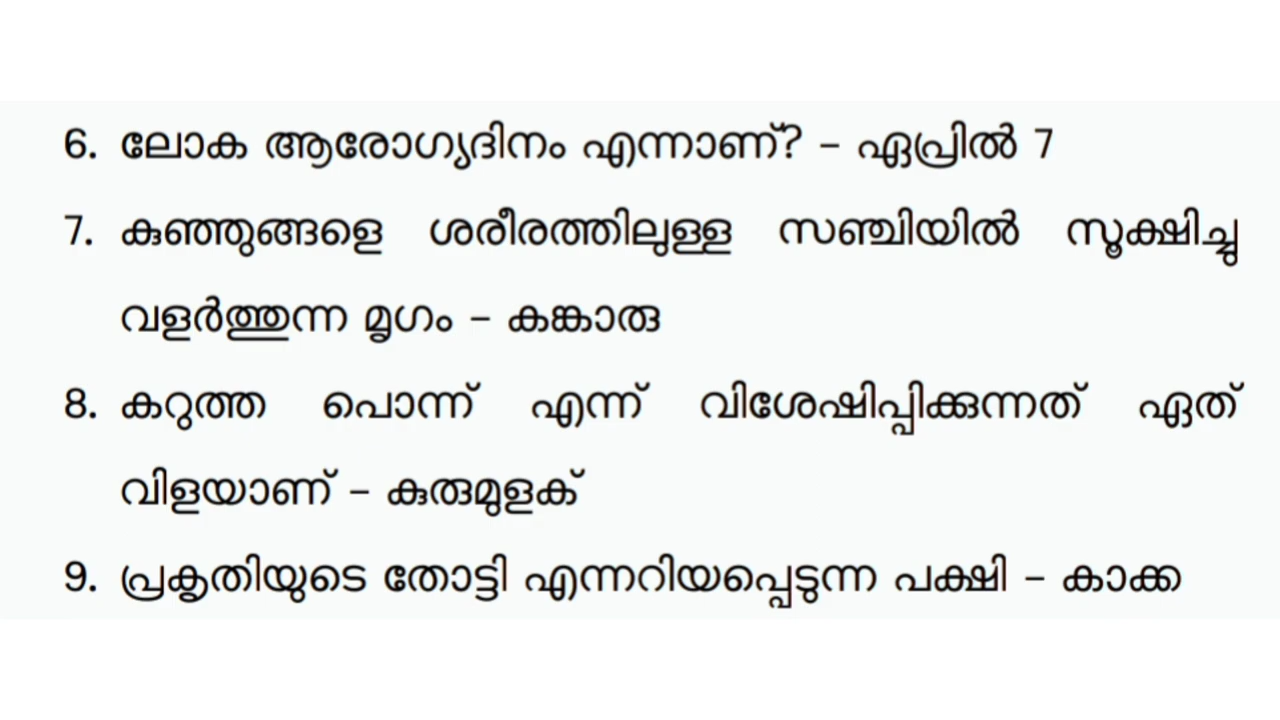 6. ലോക ആരോഗ്യദിനം എന്നാണ്? – ഏപ്രിൽ 7
7. കുഞ്ഞുങ്ങളെ ശരീരത്തിലുള്ള സഞ്ചിയിൽ സൂക്ഷിച്ചു
വളർത്തുന്ന മൃഗം – കങ്കാരു
8. കറുത്ത പൊന്ന് എന്ന് വിശേഷിപ്പിക്കുന്നത് ഏത്
വിളയാണ് – കുരുമുളക്
9. പ്രകൃതിയുടെ തോട്ടി എന്നറിയപ്പെടുന്ന പക്ഷി – കാക്ക